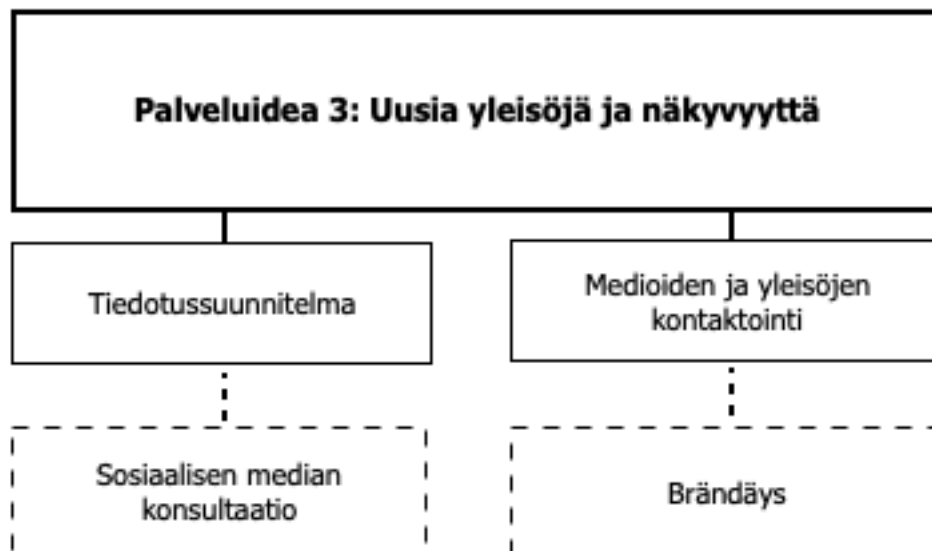 Palveluidea 3: Uusia yleisöjä ja näkyvyyttä
Tiedotussuunnitelma
Medioiden ja yleisöjen
kontaktointi
Sosiaalisen median
konsultaatio
Brändäys